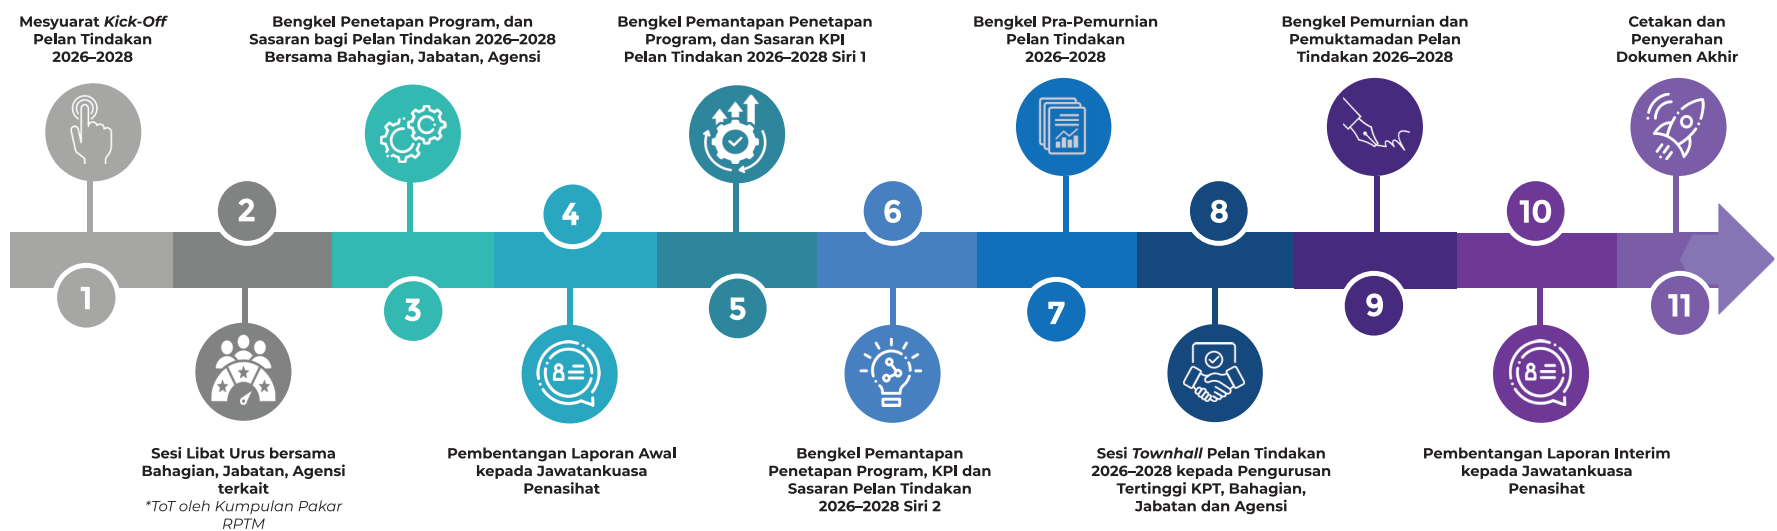 Mesyuarat Kick-Off
Pelan Tindakan
2026–2028
1
2
Sesi Libat Urus bersama
Bahagian, Jabatan, Agensi
terkait
*ToT oleh Kumpulan Pakar
RPTM
Bengkel Penetapan Program, dan
Sasaran bagi Pelan Tindakan 2026–2028
Bersama Bahagian, Jabatan, Agensi
3
4
Pembentangan Laporan Awal
kepada Jawatankuasa
Penasihat
Bengkel Pemantapan Penetapan
Program, dan Sasaran KPI
Pelan Tindakan 2026–2028 Siri 1
5
6
Bengkel Pemantapan
Penetapan Program, KPI dan
Sasaran Pelan Tindakan
2026–2028 Siri 2
Bengkel Pra-Pemurnian
Pelan Tindakan
2026–2028
7
8
Sesi Townhall Pelan Tindakan
2026–2028 kepada Pengurusan
Tertinggi KPT, Bahagian,
Jabatan dan Agensi
Bengkel Pemurnian dan
Pemuktamadan Pelan
Tindakan 2026–2028
9
10
Pembentangan Laporan Interim
kepada Jawatankuasa
Penasihat
Cetakan dan
Penyerahan
Dokumen Akhir
11